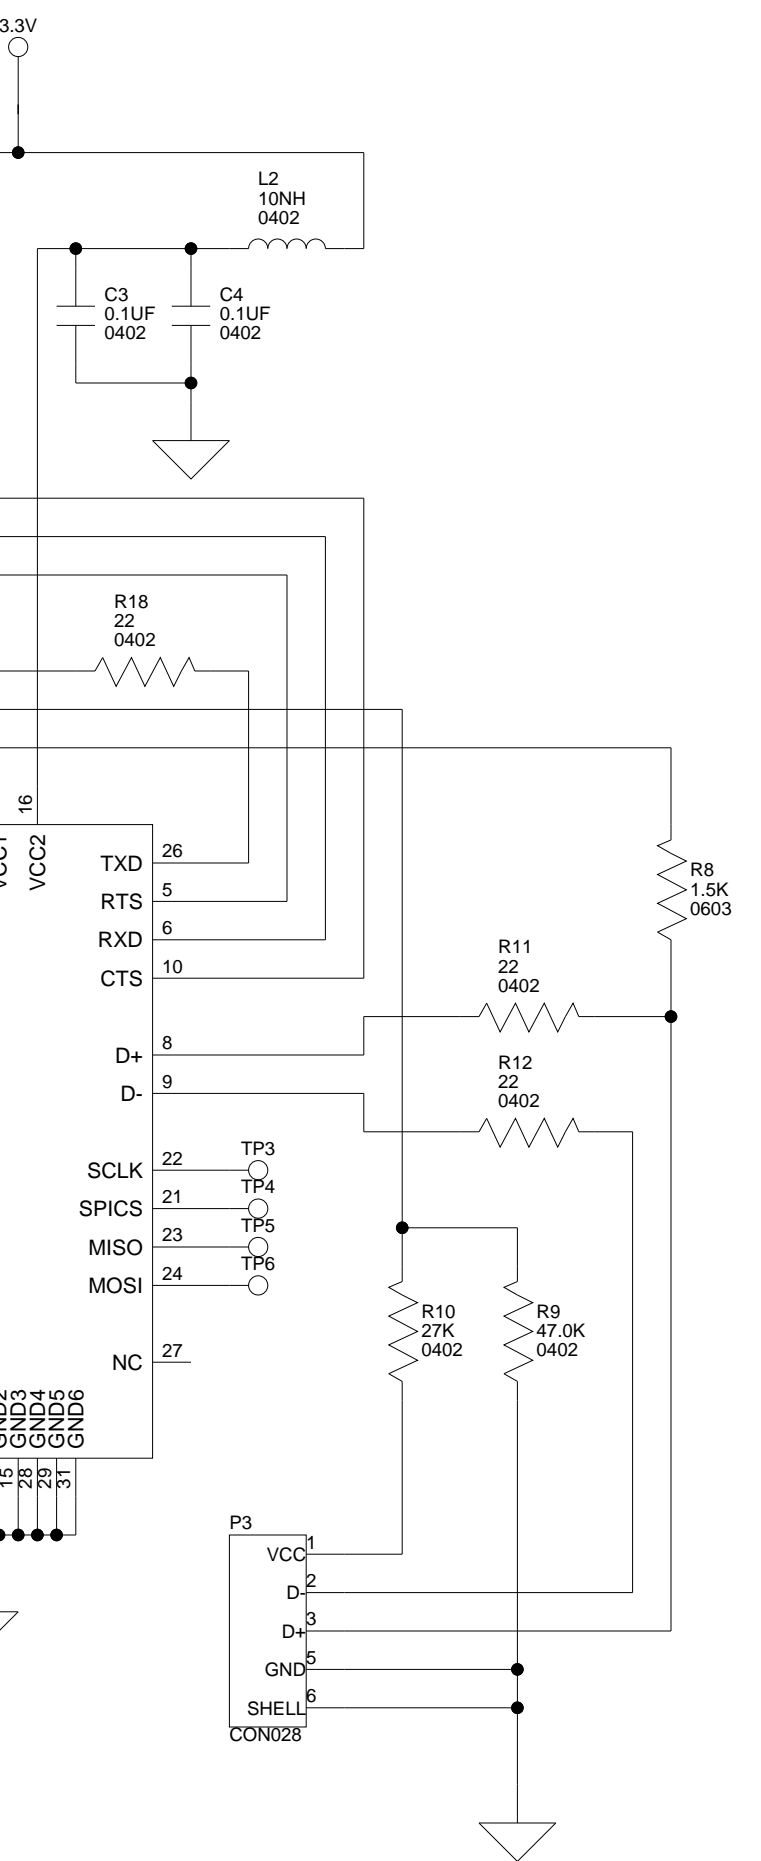 3.3V
L2
10NH
0402
C3
0.1UF
0402
C4
0.1UF
0402
R18
22
0402
16
VCC1
VCC2
TXD
26
RTS
5
RXD
6
CTS
10
D+
8
D-
9
SCLK
22
TP3
SPICS
21
TP4
MISO
23
TP5
MOSI
24
TP6
NC
27
R8
1.5K
0603
R11
22
0402
R12
22
0402
R10
27K
0402
R9
47.0K
0402
GND2
GND3
GND4
GND5
GND6
15
28
29
31
P3
VCC
1
D-
2
D+
3
GND
5
SHELL
6
CON028